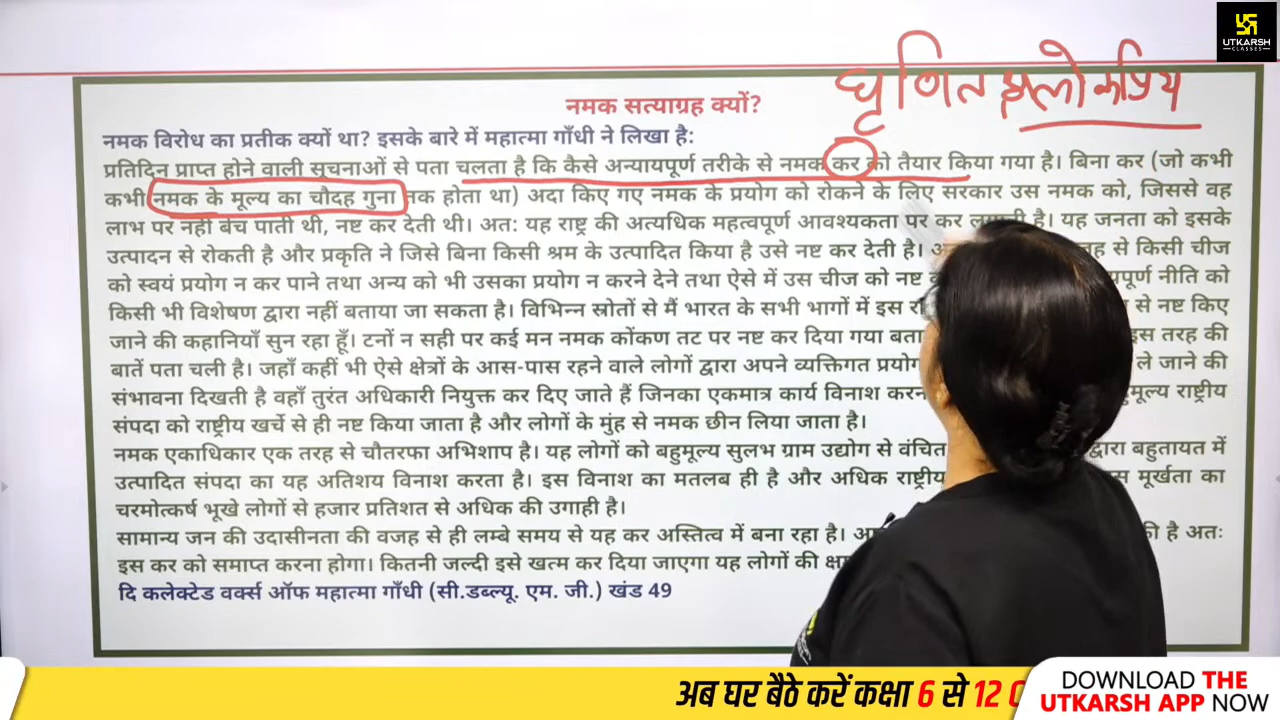 UTKARSH
CLASSES
घृणित अलोकप्रिय
नमक सत्याग्रह क्यों?
नमक विरोध का प्रतीक क्यों था? इसके बारे में महात्मा गाँधी ने लिखा है:
प्रतिदिन प्राप्त होने वाली सूचनाओं से पता चलता है कि कैसे अन्यायपूर्ण तरीके से नमक कर को तैयार किया गया है। बिना कर (जो कभी
कभी नमक के मूल्य का चौदह गुना तक होता था) अदा किए गए नमक के प्रयोग को रोकने के लिए सरकार उस नमक को, जिससे वह
लाभ पर नहीं बेच पाती थी, नष्ट कर देती थी। अत: यह राष्ट्र की अत्यधिक महत्वपूर्ण आवश्यकता पर कर लगाती है। यह जनता को इसके
उत्पादन से रोकती है और प्रकृति ने जिसे बिना किसी श्रम के उत्पादित किया है उसे नष्ट कर देती है। से किसी चीज
को स्वयं प्रयोग न कर पाने तथा अन्य को भी उसका प्रयोग न करने देने तथा ऐसे में उस चीज को नष्ट नीति को
किसी भी विशेषण द्वारा नहीं बताया जा सकता है। विभिन्न स्रोतों से मैं भारत के सभी भागों में इस से नष्ट किए
जाने की कहानियाँ सुन रहा हूँ। टनों न सही पर कई मन नमक कोंकण तट पर नष्ट कर दिया गया इस तरह की
बातें पता चली है। जहाँ कहीं भी ऐसे क्षेत्रों के आस-पास रहने वाले लोगों द्वारा अपने व्यक्तिगत ले जाने की
संभावना दिखती है वहाँ तुरंत अधिकारी नियुक्त कर दिए जाते हैं जिनका एकमात्र कार्य विनाश राष्ट्रीय
संपदा को राष्ट्रीय खर्चे से ही नष्ट किया जाता है और लोगों के मुंह से नमक छीन लिया जाता है।
नमक एकाधिकार एक तरह से चौतरफा अभिशाप है। यह लोगों को बहुमूल्य सुलभ ग्राम उद्योग से वंचित द्वारा बहुतायत में
उत्पादित संपदा का यह अतिशय विनाश करता है। इस विनाश का मतलब ही है और अधिक मूर्खता का
चरमोत्कर्ष भूखे लोगों से हजार प्रतिशत से अधिक की उगाही है।
सामान्य जन की उदासीनता की वजह से ही लम्बे समय से यह कर अस्तित्व में बना रहा है। की है अतः
इस कर को समाप्त करना होगा। कितनी जल्दी इसे खत्म कर दिया जाएगा यह लोगों की
दि कलेक्टेड वर्क्स ऑफ महात्मा गाँधी (सी.डब्ल्यू. एम. जी.) खंड 49
अब घर बैठे करें कक्षा 6 से 12
DOWNLOAD THE
UTKARSH APP NOW